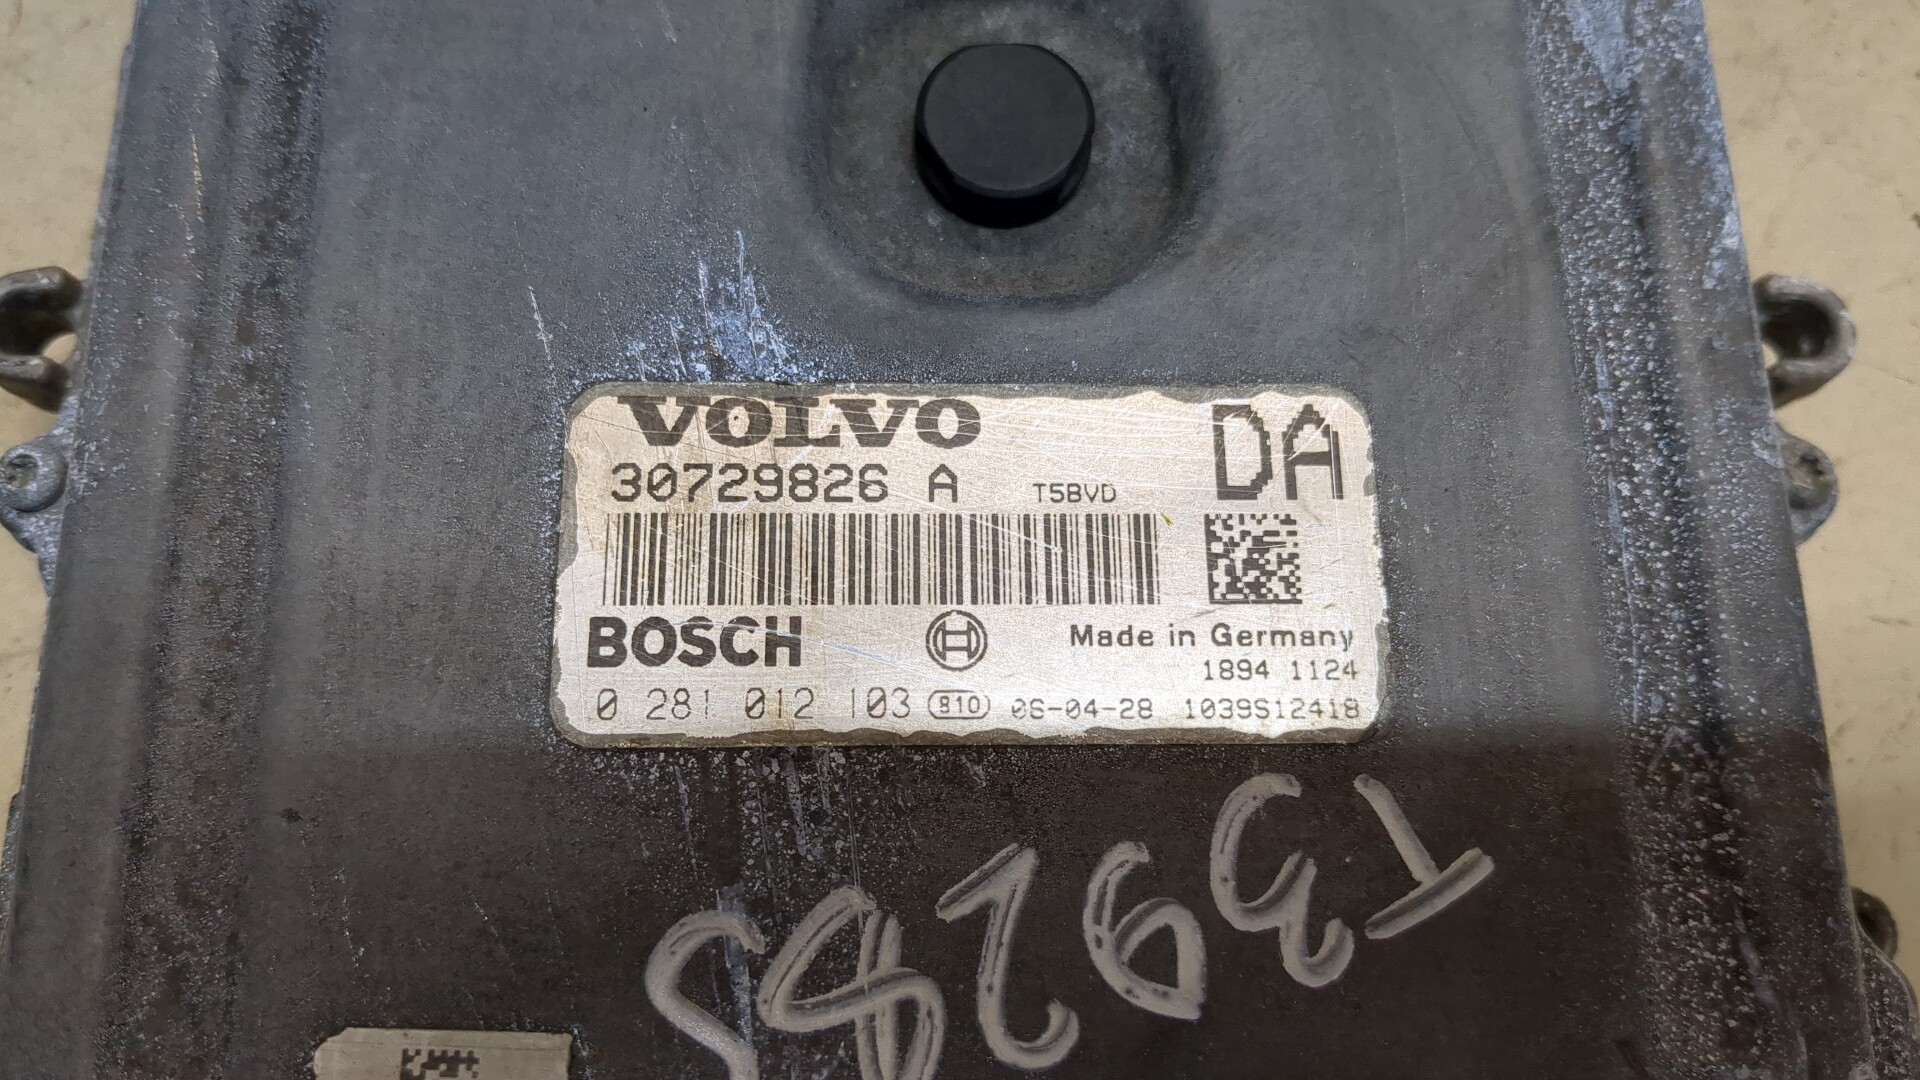 VOLVO DA
30729826 A T5BVD
BOSCH Made in Germany
1894 1124
0 281 012 103 810 06-04-28 1039S12418
T39285